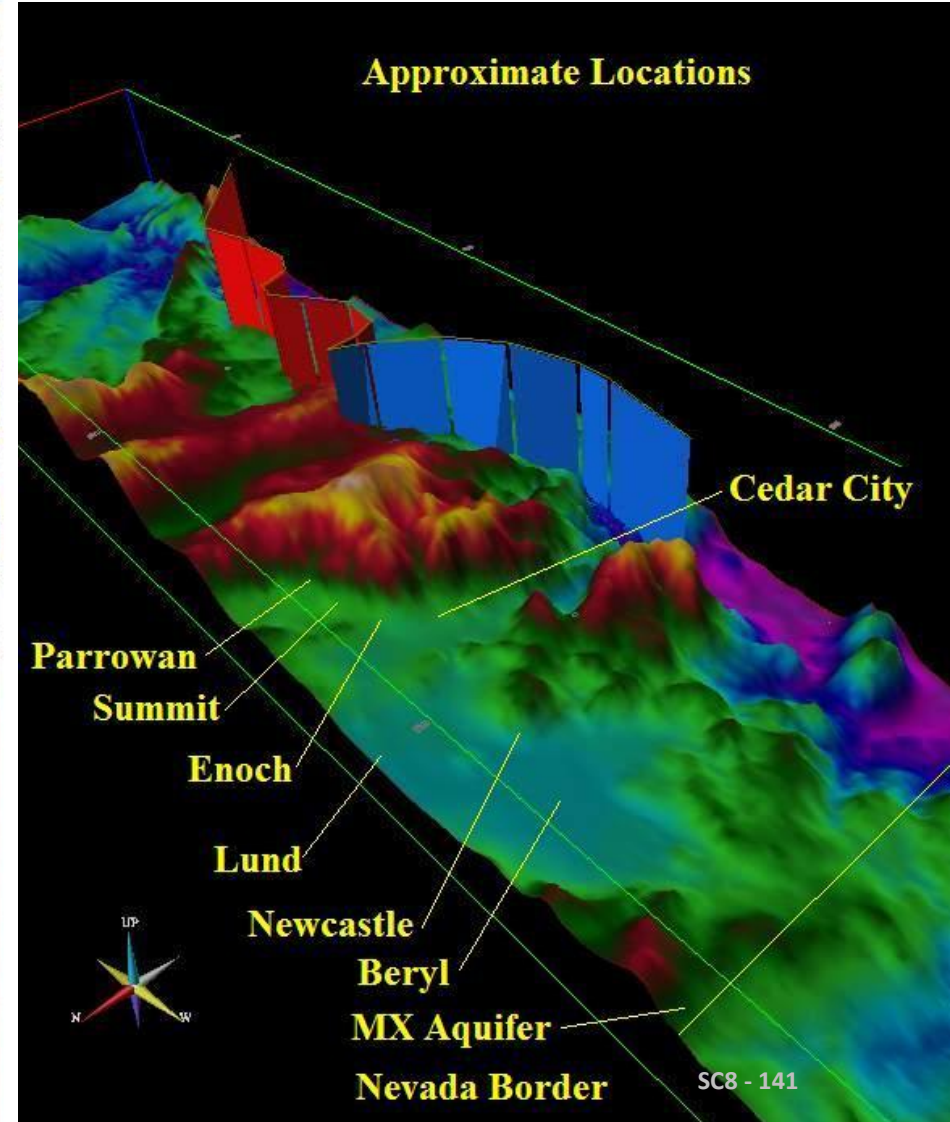 Approximate Locations
Cedar City
Parrowan
Summit
Enoch
Lund
Newcastle
Beryl
UP
N
W
MX Aquifer
Nevada Border
SC8 - 141